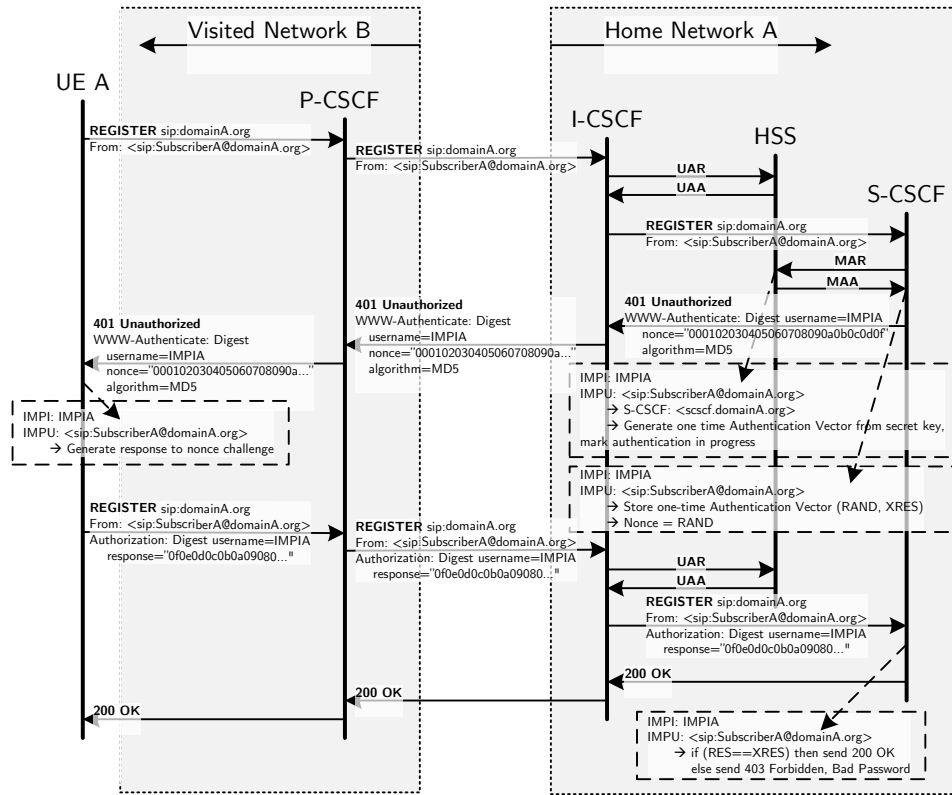 Visited Network B
Home Network A
UE A
P-CSCF
I-CSCF
HSS
S-CSCF
REGISTER sip:domainA.org
From: <sip:SubscriberA@domainA.org>
REGISTER sip:domainA.org
From: <sip:SubscriberA@domainA.org>
UAR
UAA
REGISTER sip:domainA.org
From: <sip:SubscriberA@domainA.org>
MAR
MAA
401 Unauthorized
WWW-Authenticate: Digest username=IMPIA
nonce="000102030405060708090a0b0c0d0f"
algorithm=MD5
401 Unauthorized
WWW-Authenticate: Digest
username=IMPIA
nonce="000102030405060708090a..."
algorithm=MD5
401 Unauthorized
WWW-Authenticate: Digest
username=IMPIA
nonce="000102030405060708090a..."
algorithm=MD5
IMPI: IMPIA
IMPU: <sip:SubscriberA@domainA.org>
→ S-CSCF: <scscf.domainA.org>
→ Generate one time Authentication Vector from secret key,
mark authentication in progress
IMPI: IMPIA
IMPU: <sip:SubscriberA@domainA.org>
→ Generate response to nonce challenge
IMPI: IMPIA
IMPU: <sip:SubscriberA@domainA.org>
→ Store one-time Authentication Vector (RAND, XRES)
→ Nonce = RAND
REGISTER sip:domainA.org
From: <sip:SubscriberA@domainA.org>
Authorization: Digest username=IMPIA
response="0f0e0d0c0b0a09080..."
REGISTER sip:domainA.org
From: <sip:SubscriberA@domainA.org>
Authorization: Digest username=IMPIA
response="0f0e0d0c0b0a09080..."
UAR
UAA
REGISTER sip:domainA.org
From: <sip:SubscriberA@domainA.org>
Authorization: Digest username=IMPIA
response="0f0e0d0c0b0a09080..."
200 OK
200 OK
200 OK
IMPI: IMPIA
IMPU: <sip:SubscriberA@domainA.org>
→ if (RES==XRES) then send 200 OK
else send 403 Forbidden, Bad Password